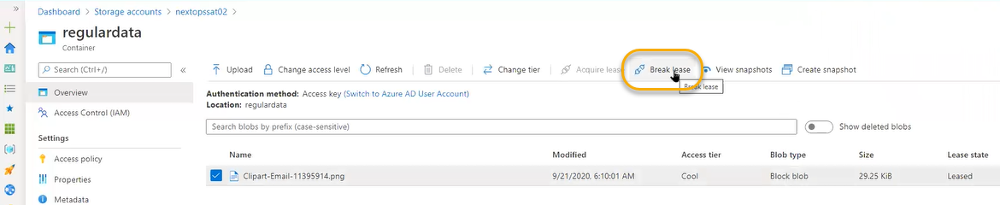 »
Dashboard > Storage accounts > nextopssat02 >
regulardata
Container
Search (Ctrl+/)
«
Upload
Change access level
Refresh
Delete
Change tier
Acquire lease
Break lease
View snapshots
Create snapshot
Break lease
Overview
Access Control (IAM)
Settings
Access policy
Properties
Metadata
Authentication method: Access key (Switch to Azure AD User Account)
Location: regulardata
Search blobs by prefix (case-sensitive)
Show deleted blobs
Name Modified Access tier Blob type Size Lease state
Clipart-Email-11395914.png 9/21/2020, 6:10:01 AM Cool Block blob 29.25 KiB Leased